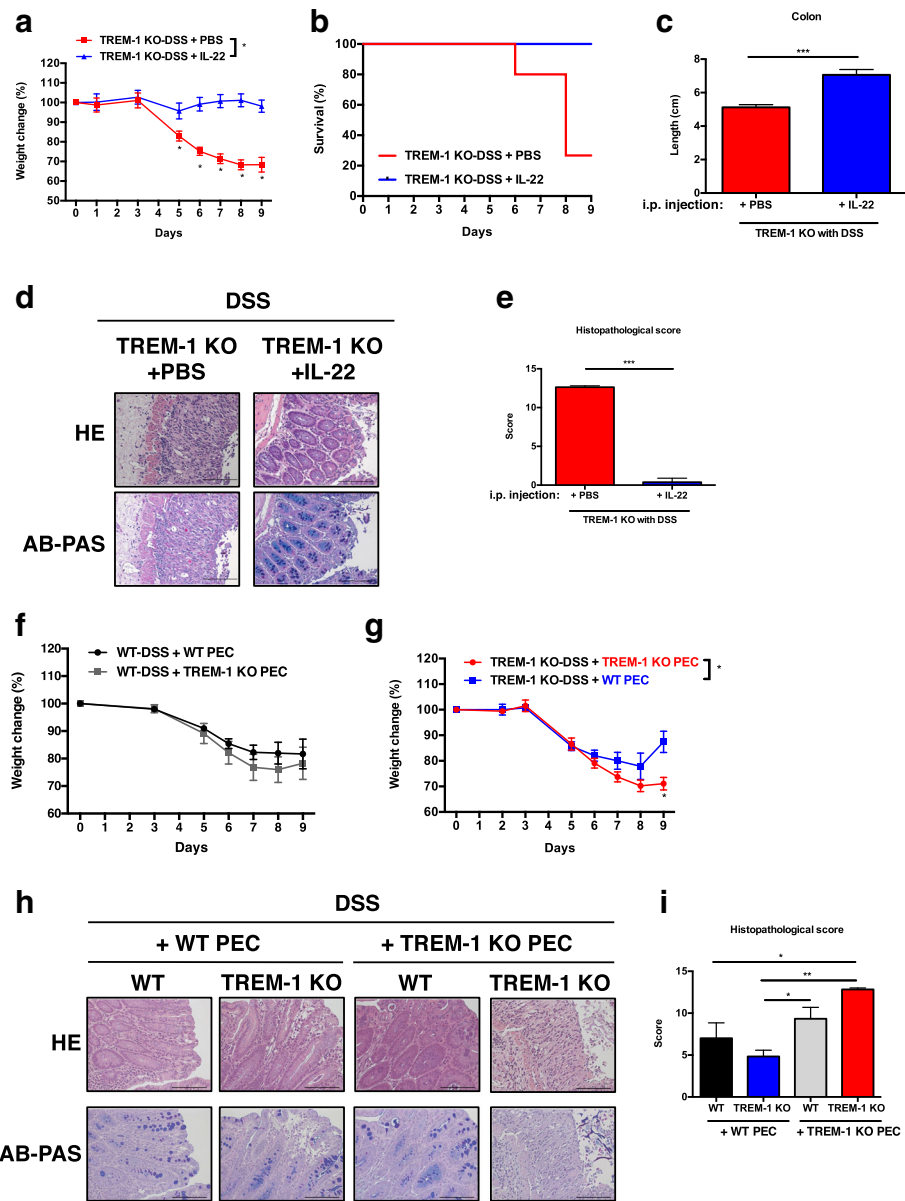 a
TREM-1 KO-DSS + PBS
TREM-1 KO-DSS + IL-22
*
Weight change (%)
120
110
100
90
80
70
60
50
* * * * *
0 1 2 3 4 5 6 7 8 9
Days
b
Survival (%)
100
80
60
40
20
0
TREM-1 KO-DSS + PBS
TREM-1 KO-DSS + IL-22
0 1 2 3 4 5 6 7 8 9
Days
c
Colon
***
Length (cm)
8
6
4
2
0
i.p. injection: + PBS + IL-22
TREM-1 KO with DSS
d
DSS
TREM-1 KO +PBS
TREM-1 KO +IL-22
HE
AB-PAS
e
Histopathological score
***
Score
15
10
5
0
i.p. injection: + PBS + IL-22
TREM-1 KO with DSS
f
WT-DSS + WT PEC
WT-DSS + TREM-1 KO PEC
Weight change (%)
120
110
100
90
80
70
60
0 1 2 3 4 5 6 7 8 9
Days
g
TREM-1 KO-DSS + TREM-1 KO PEC
TREM-1 KO-DSS + WT PEC
*
Weight change (%)
120
110
100
90
80
70
60
*
0 1 2 3 4 5 6 7 8 9
Days
h
DSS
+ WT PEC
+ TREM-1 KO PEC
WT TREM-1 KO WT TREM-1 KO
HE
AB-PAS
i
Histopathological score
*
**
*
Score
15
10
5
0
WT TREM-1 KO WT TREM-1 KO
+ WT PEC + TREM-1 KO PEC